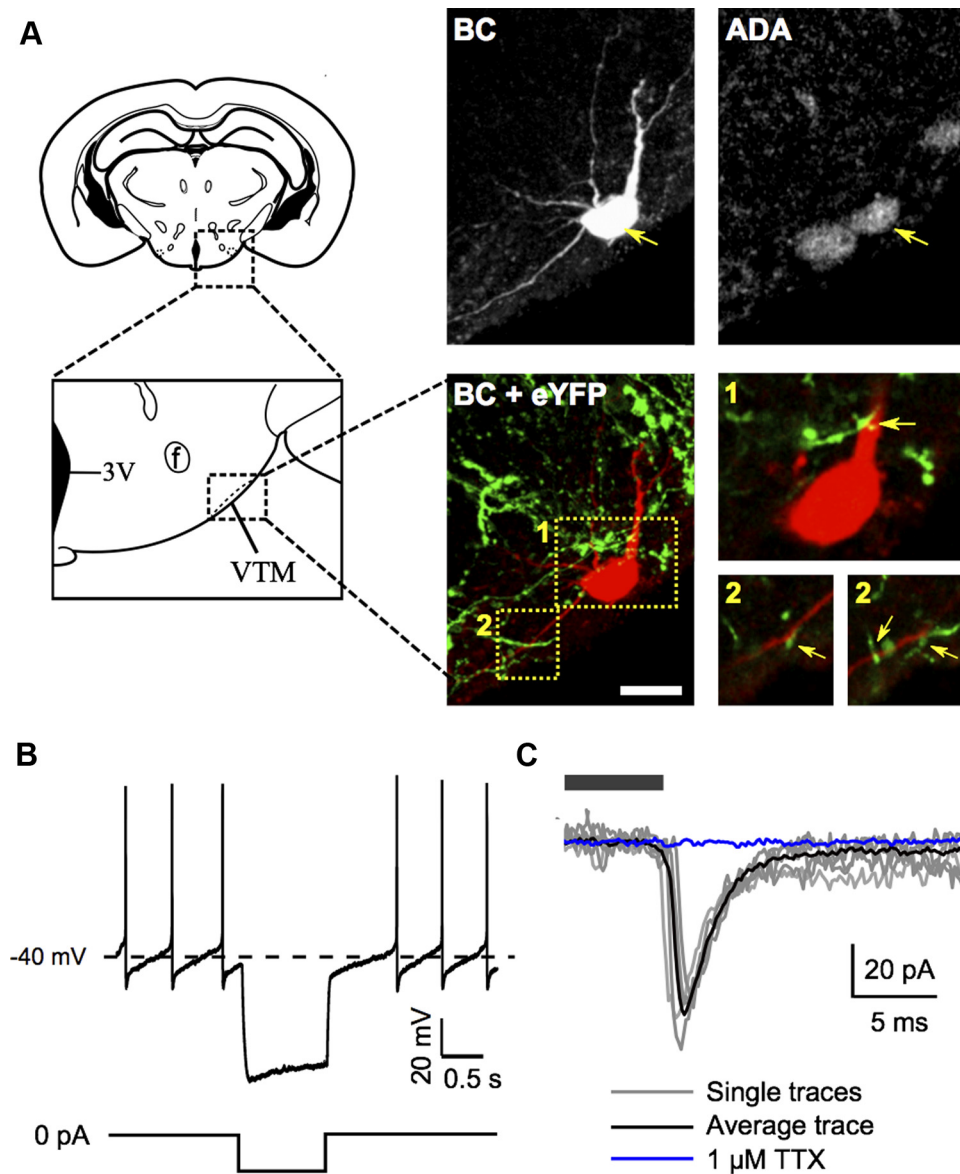 A
BC
ADA
3V
f
VTM
BC + eYFP
1
2
1
2
2
B
-40 mV
20 mV
0.5 s
0 pA
C
20 pA
5 ms
Single traces
Average trace
1 µM TTX